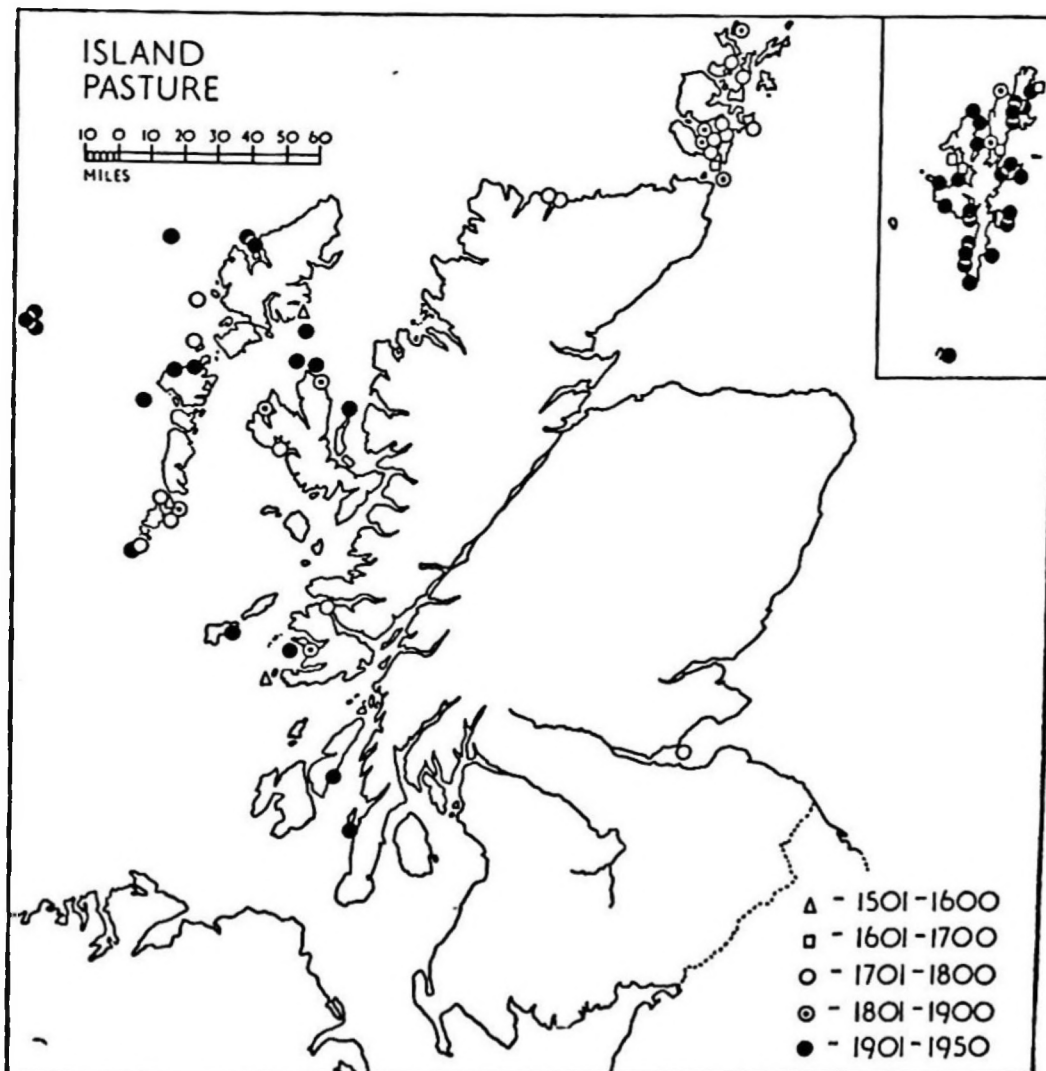 ISLAND
PASTURE
10 0 10 20 30 40 50 60
MILES
△ - 1501-1600
□ - 1601-1700
○ - 1701-1800
⊙ - 1801-1900
● - 1901-1950